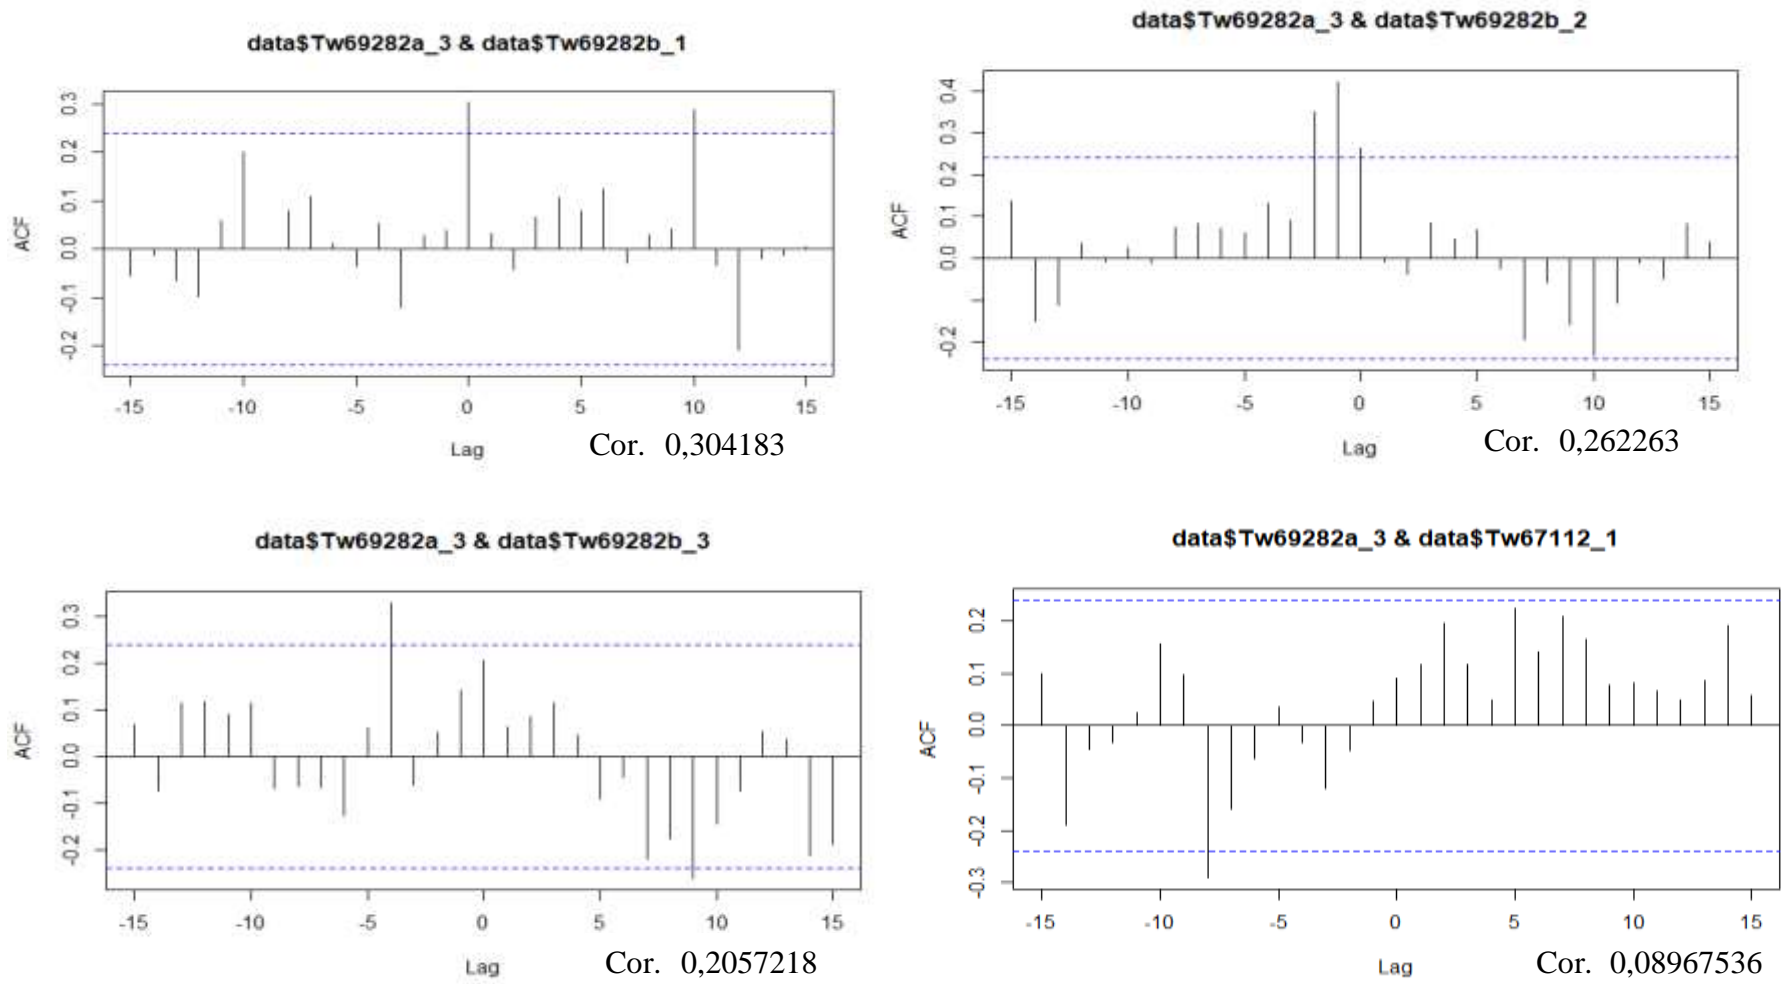 data$Tw69282a_3 & data$Tw69282b_1
ACF
0.3
0.2
0.1
0.0
-0.1
-0.2
-15 -10 -5 0 5 10 15
Lag
Cor. 0,304183
data$Tw69282a_3 & data$Tw69282b_2
ACF
0.4
0.3
0.2
0.1
0.0
-0.2
-15 -10 -5 0 5 10 15
Lag
Cor. 0,262263
data$Tw69282a_3 & data$Tw69282b_3
ACF
0.3
0.2
0.1
0.0
-0.1
-0.2
-15 -10 -5 0 5 10 15
Lag
Cor. 0,2057218
data$Tw69282a_3 & data$Tw67112_1
ACF
0.2
0.1
0.0
-0.1
-0.2
-0.3
-15 -10 -5 0 5 10 15
Lag
Cor. 0,08967536